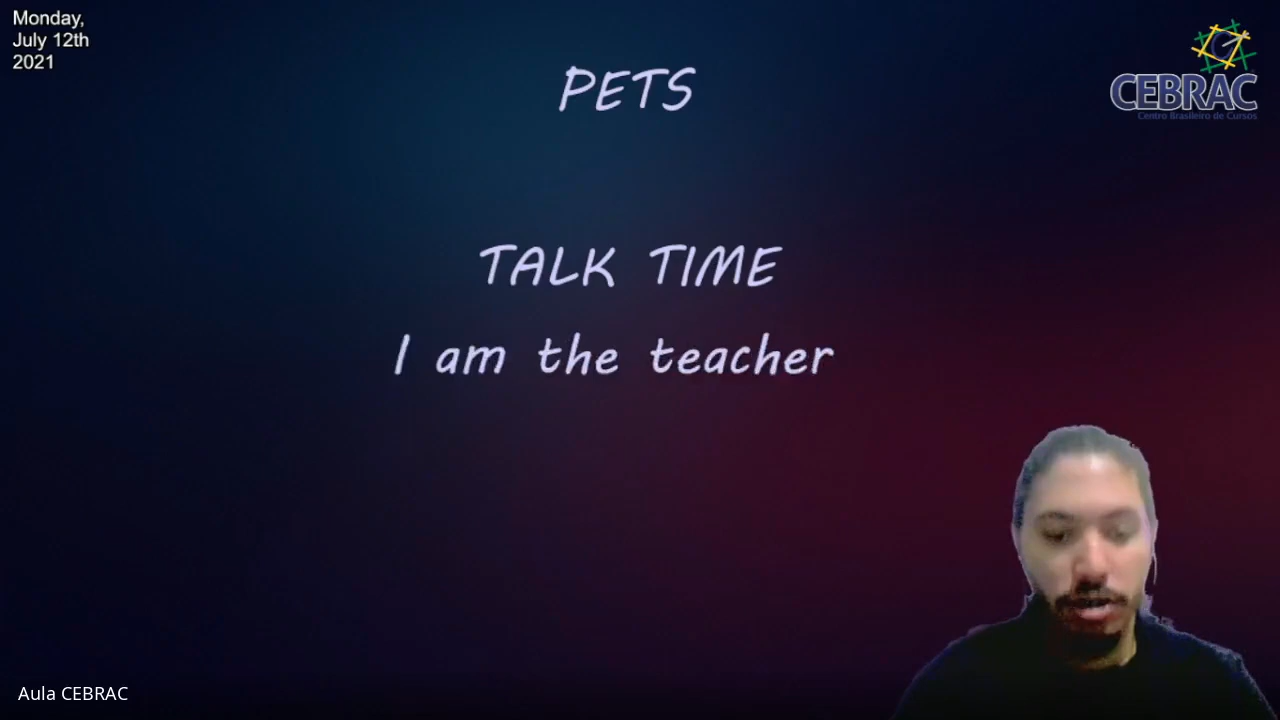 Monday,
July 12th
2021
CEBRAC
Centro Brasileiro de Cursos
PETS
TALK TIME
I am the teacher
Aula CEBRAC